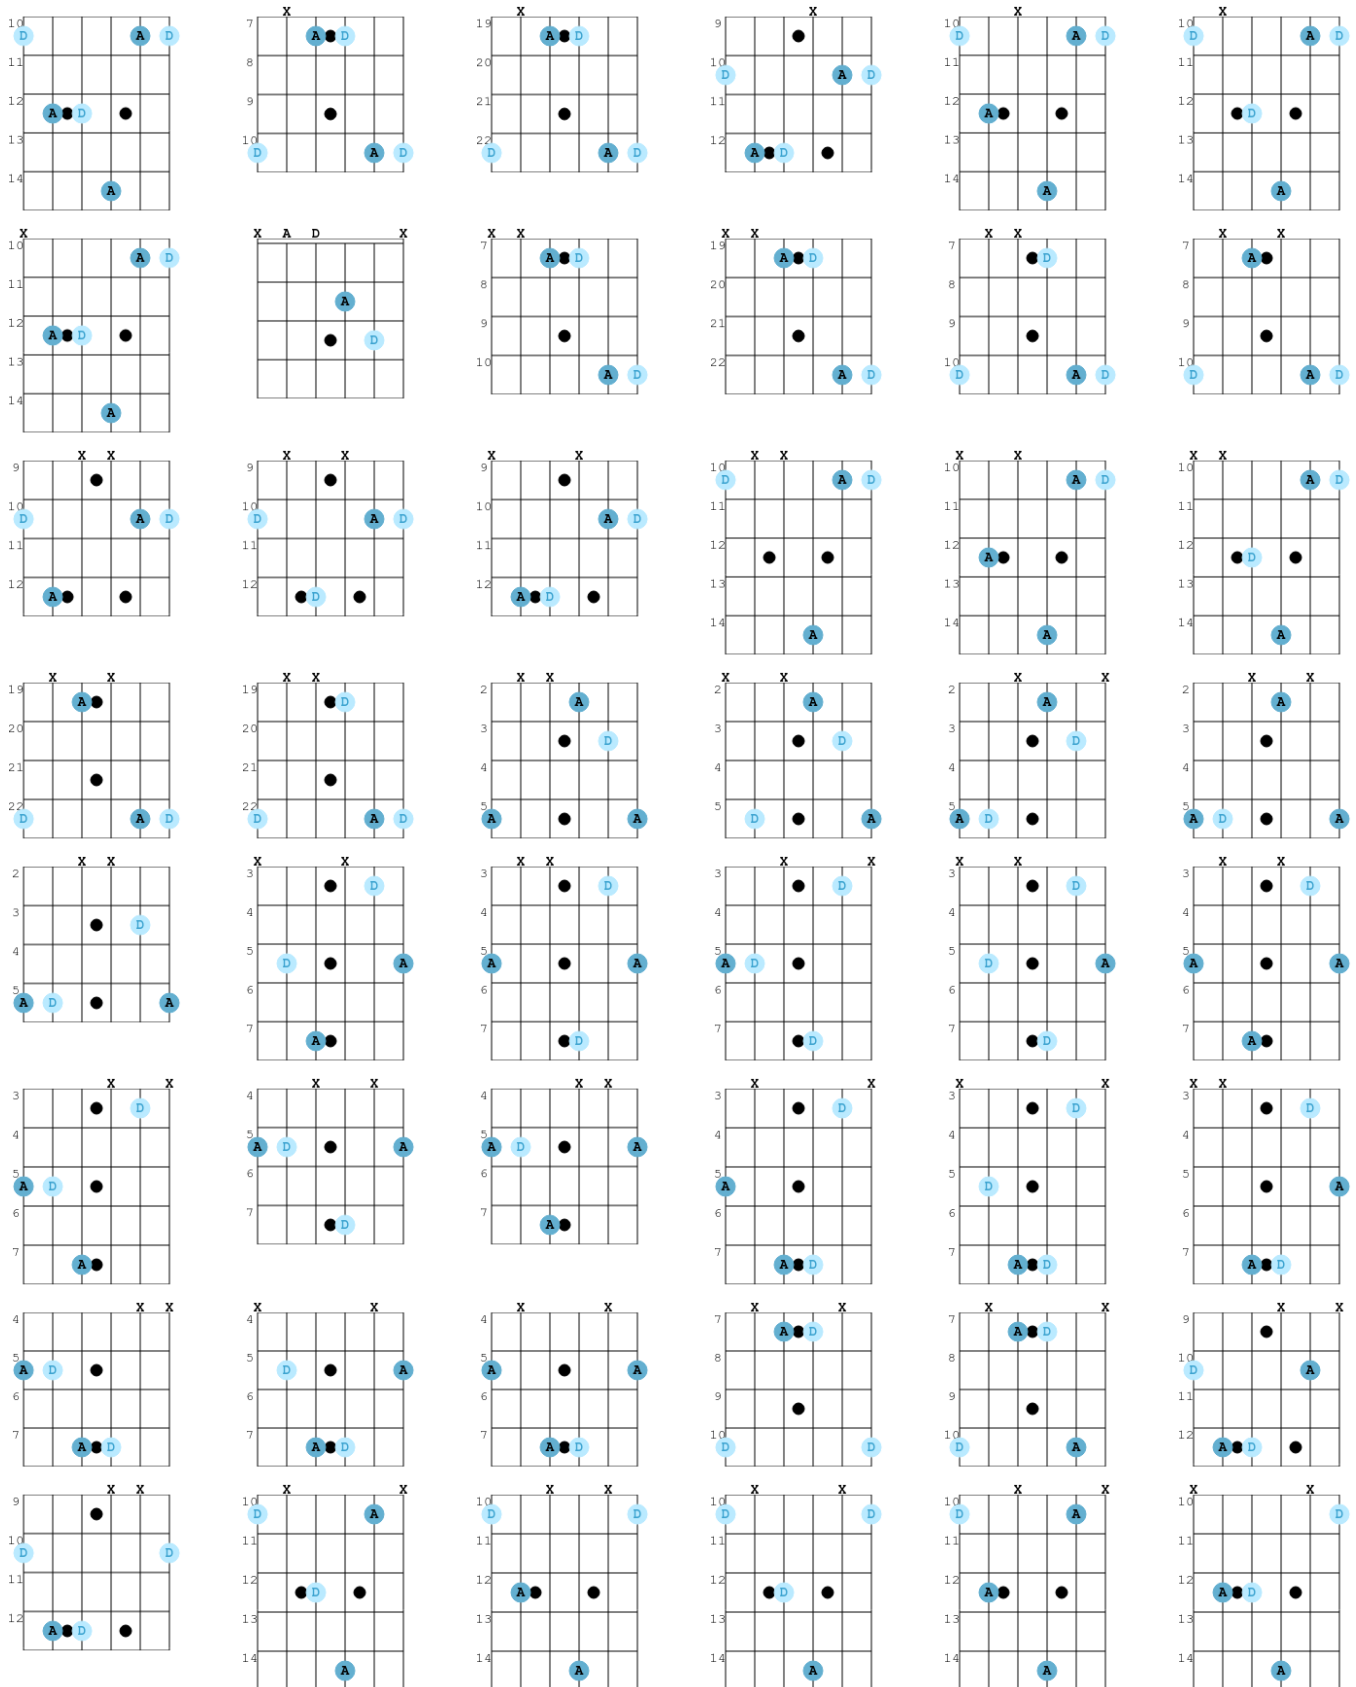 10 D A D
11
12 A D
13
14 A
X
7 A D
8
9
10 D A D
X
19 A D
20
21
22 D A D
X
9
10 D A D
11
12 A D
X
10 D A D
11
12 A
13
14 A
X
10 D A D
11
12 D
13
14 A
X
10 A D
11
12 A D
13
14 A
X A D X
A
D
X X
7 A D
8
9
10 A D
X X
19 A D
20
21
22 A D
X X
7 D
8
9
10 D A D
X X
7 A
8
9
10 D A D
X X
9
10 D A D
11
12 A
X X
9
10 D A D
11
12 D
X X
9
10 A D
11
12 A D
X X
10 D A D
11
12
13
14 A
X X
10 A D
11
12 A
13
14 A
X X
10 A D
11
12 D
13
14 A
X X
19 A
20
21
22 D A D
X X
19 D
20
21
22 D A D
X X
2 A
3 D
4
5 A A
X X
2 A
3 D
4
5 D A
X X
2 A
3 D
4
5 A D
X X
2 A
3
4
5 A D A
X X
2
3 D
4
5 A D A
X X
3 D
4
5 D A
6
7 A
X X
3 D
4
5 A A
6
7 D
X X
3 D
4
5 A D
6
7 D
X X
3 D
4
5 D A
6
7 D
X X
3 D
4
5 A A
6
7 A
X X
3 D
4
5 A D
6
7 A
X X
4
5 A D A
6
7 D
X X
4
5 A D A
6
7 A
X X
3 D
4
5 A
6
7 A D
X X
3 D
4
5 D
6
7 A D
X X
3 D
4
5 A
6
7 A D
X X
4
5 A D
6
7 A D
X X
4
5 D A
6
7 A D
X X
4
5 A A
6
7 A D
X X
7 A D
8
9
10 D D
X X
7 A D
8
9
10 D A
X X
9
10 D A
11
12 A D
X X
9
10 D D
11
12 A D
X X
10 D A
11
12 D
13
14 A
X X
10 D D
11
12 A
13
14 A
X X
10 D D
11
12 D
13
14 A
X X
10 D A
11
12 A
13
14 A
X X
10 D
11
12 A D
13
14 A